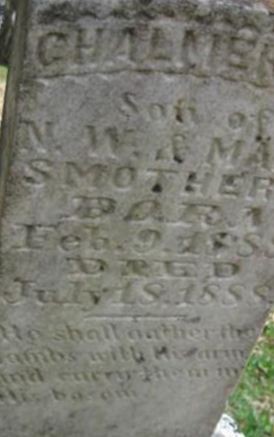 CHALMER
Son of
N. W. & MA
SMOTHER
BORN
Feb. 9. 188
DIED
July 18. 1888
He shall gather the
lambs with his arm
and carry them in
His bosom